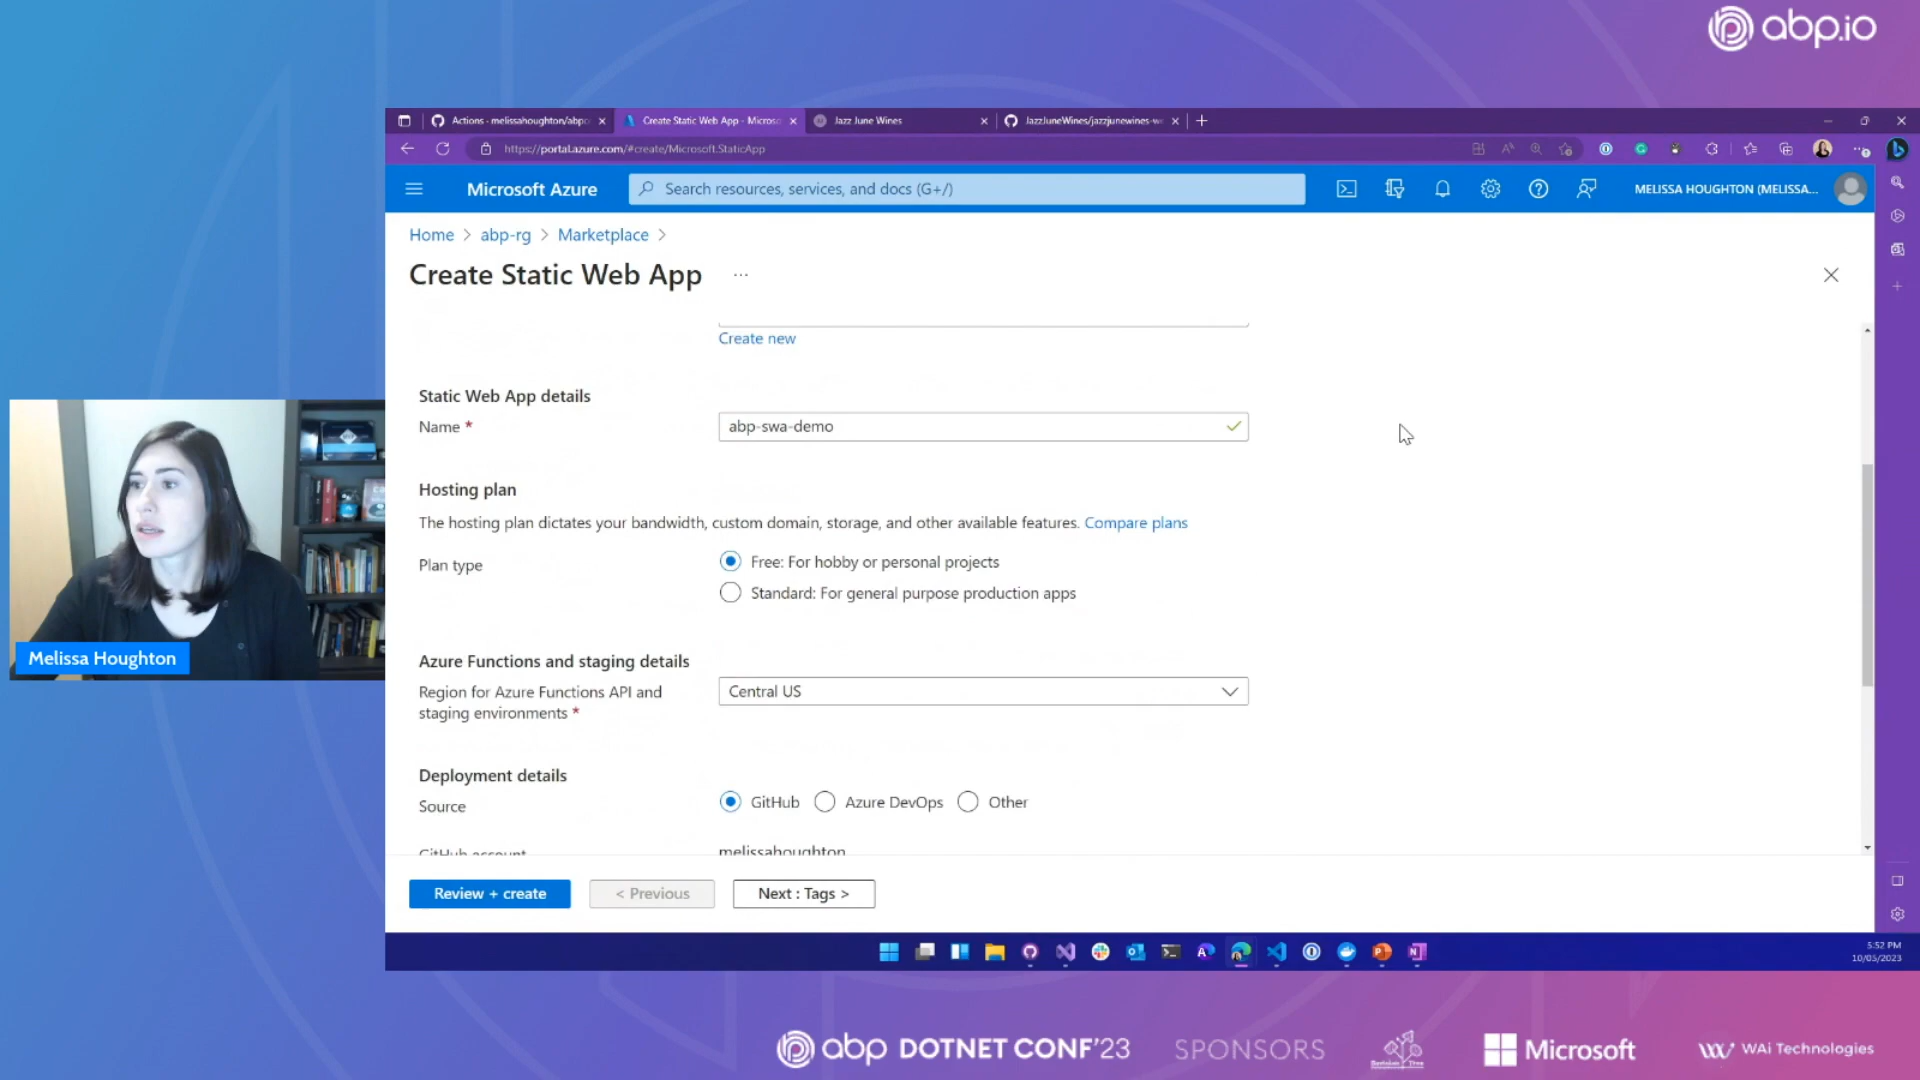 abp.io
Actions - melissahoughton/abp
Create Static Web App - Micros
Jazz June Wines
JazzJuneWines/jazzjunewines-w
https://portal.azure.com/#create/Microsoft.StaticApp
Microsoft Azure
Search resources, services, and docs (G+/)
MELISSA HOUGHTON (MELISSA...
Home > abp-rg > Marketplace >
Create Static Web App ...
Create new
Static Web App details
Name *
abp-swa-demo
Hosting plan
The hosting plan dictates your bandwidth, custom domain, storage, and other available features. Compare plans
Plan type
Free: For hobby or personal projects
Standard: For general purpose production apps
Azure Functions and staging details
Region for Azure Functions API and
staging environments *
Central US
Deployment details
Source
GitHub
Azure DevOps
Other
GitHub account
melissahoughton
Review + create
< Previous
Next : Tags >
Melissa Houghton
5:52 PM
10/05/2023
abp DOTNET CONF'23
SPONSORS
Microsoft
WAi Technologies